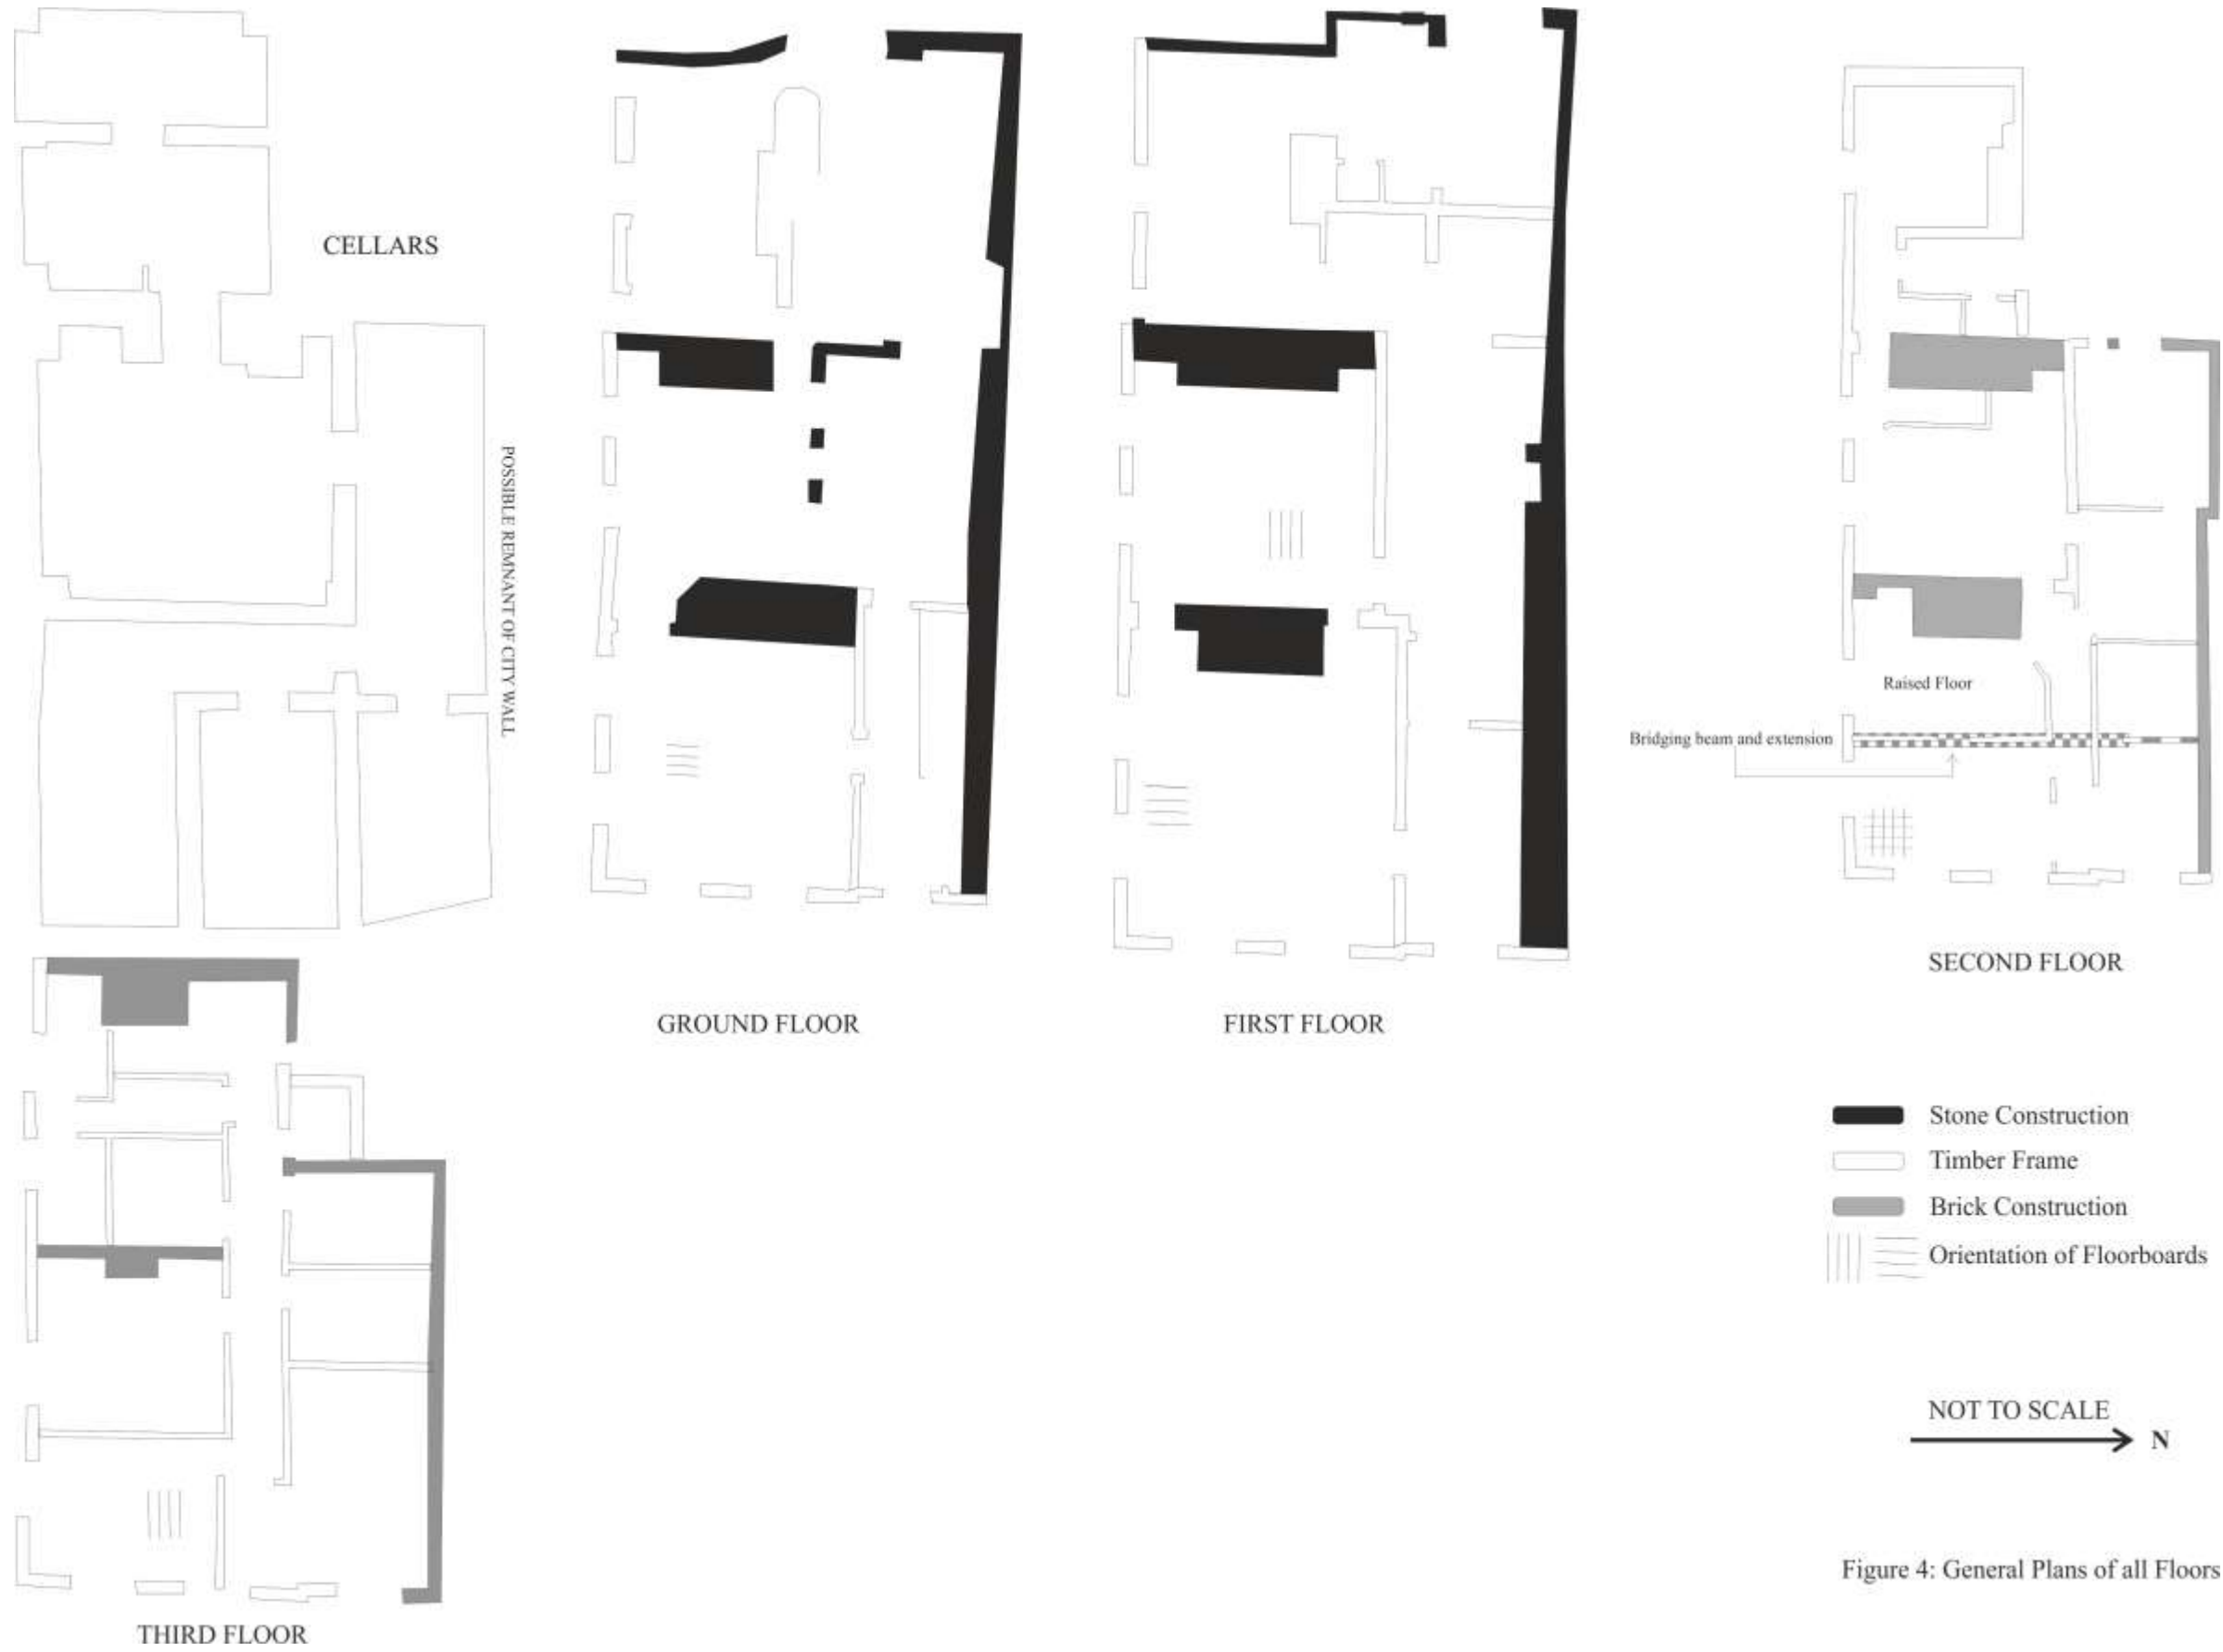 CELLARS
POSSIBLE REMNANT OF CITY WALL
GROUND FLOOR
FIRST FLOOR
Raised Floor
Bridging beam and extension
SECOND FLOOR
THIRD FLOOR
Stone Construction
Timber Frame
Brick Construction
Orientation of Floorboards
NOT TO SCALE
N
Figure 4: General Plans of all Floors